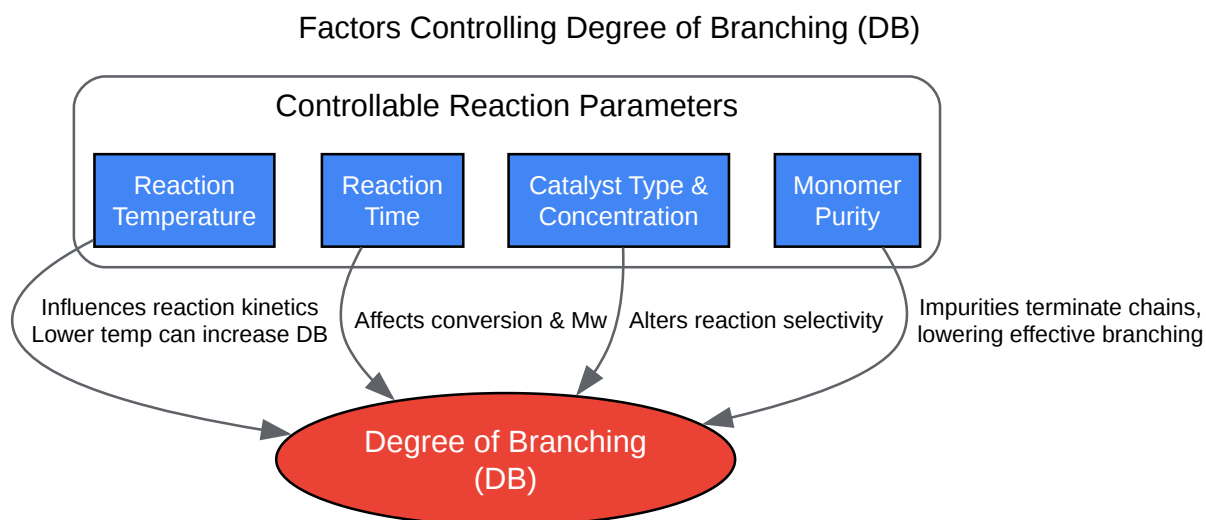 Factors Controlling Degree of Branching (DB)
Controllable Reaction Parameters
Reaction
Temperature
Reaction
Time
Catalyst Type &
Concentration
Monomer
Purity
Influences reaction kinetics
Lower temp can increase DB
Affects conversion & Mw
Alters reaction selectivity
Impurities terminate chains,
lowering effective branching
Degree of Branching
(DB)